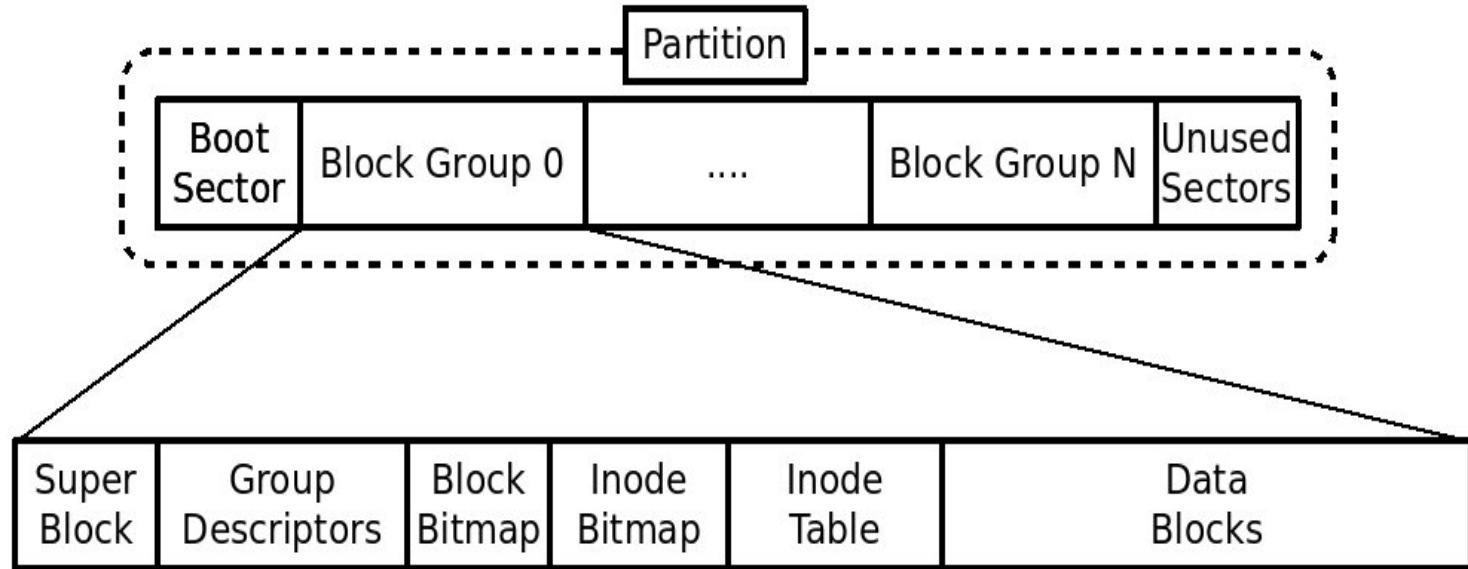 Partition
Boot
Sector
Block Group 0
....
Block Group N
Unused
Sectors
Super
Block
Group
Descriptors
Block
Bitmap
Inode
Bitmap
Inode
Table
Data
Blocks